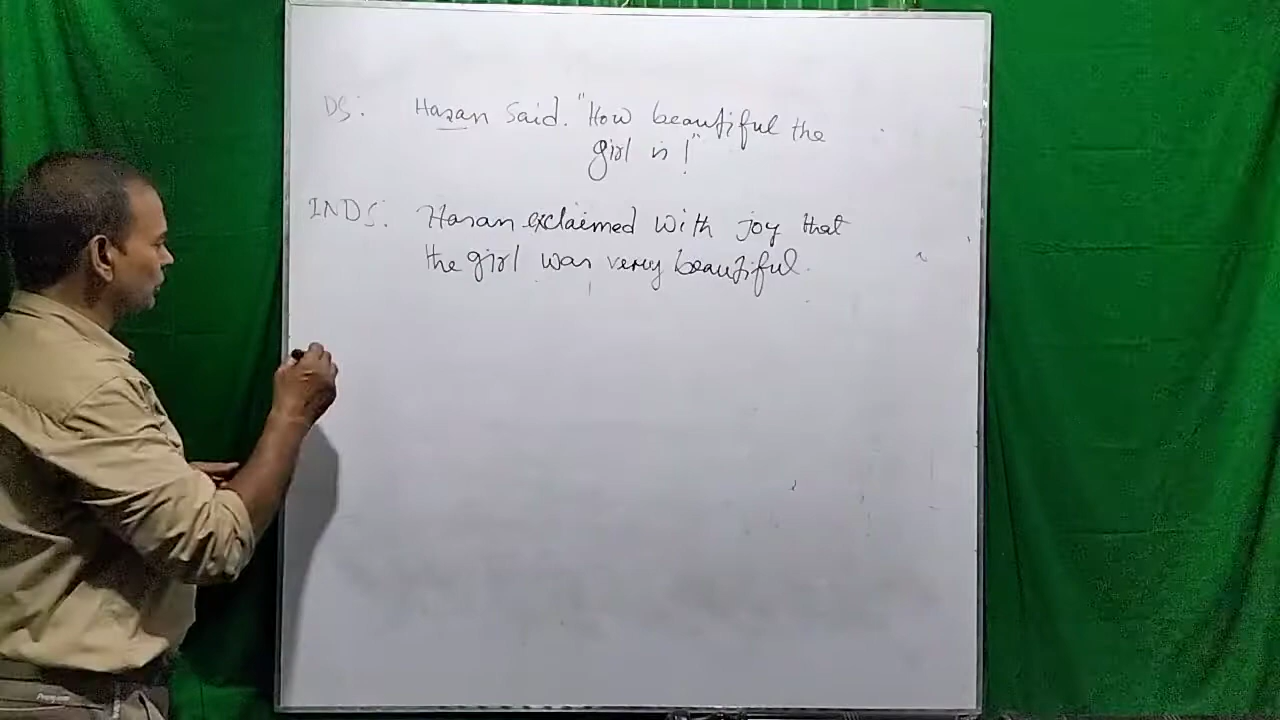 DS: Hasan said. "How beautiful the
girl is!"
INDS: Hasan exclaimed with joy that
the girl was very beautiful.